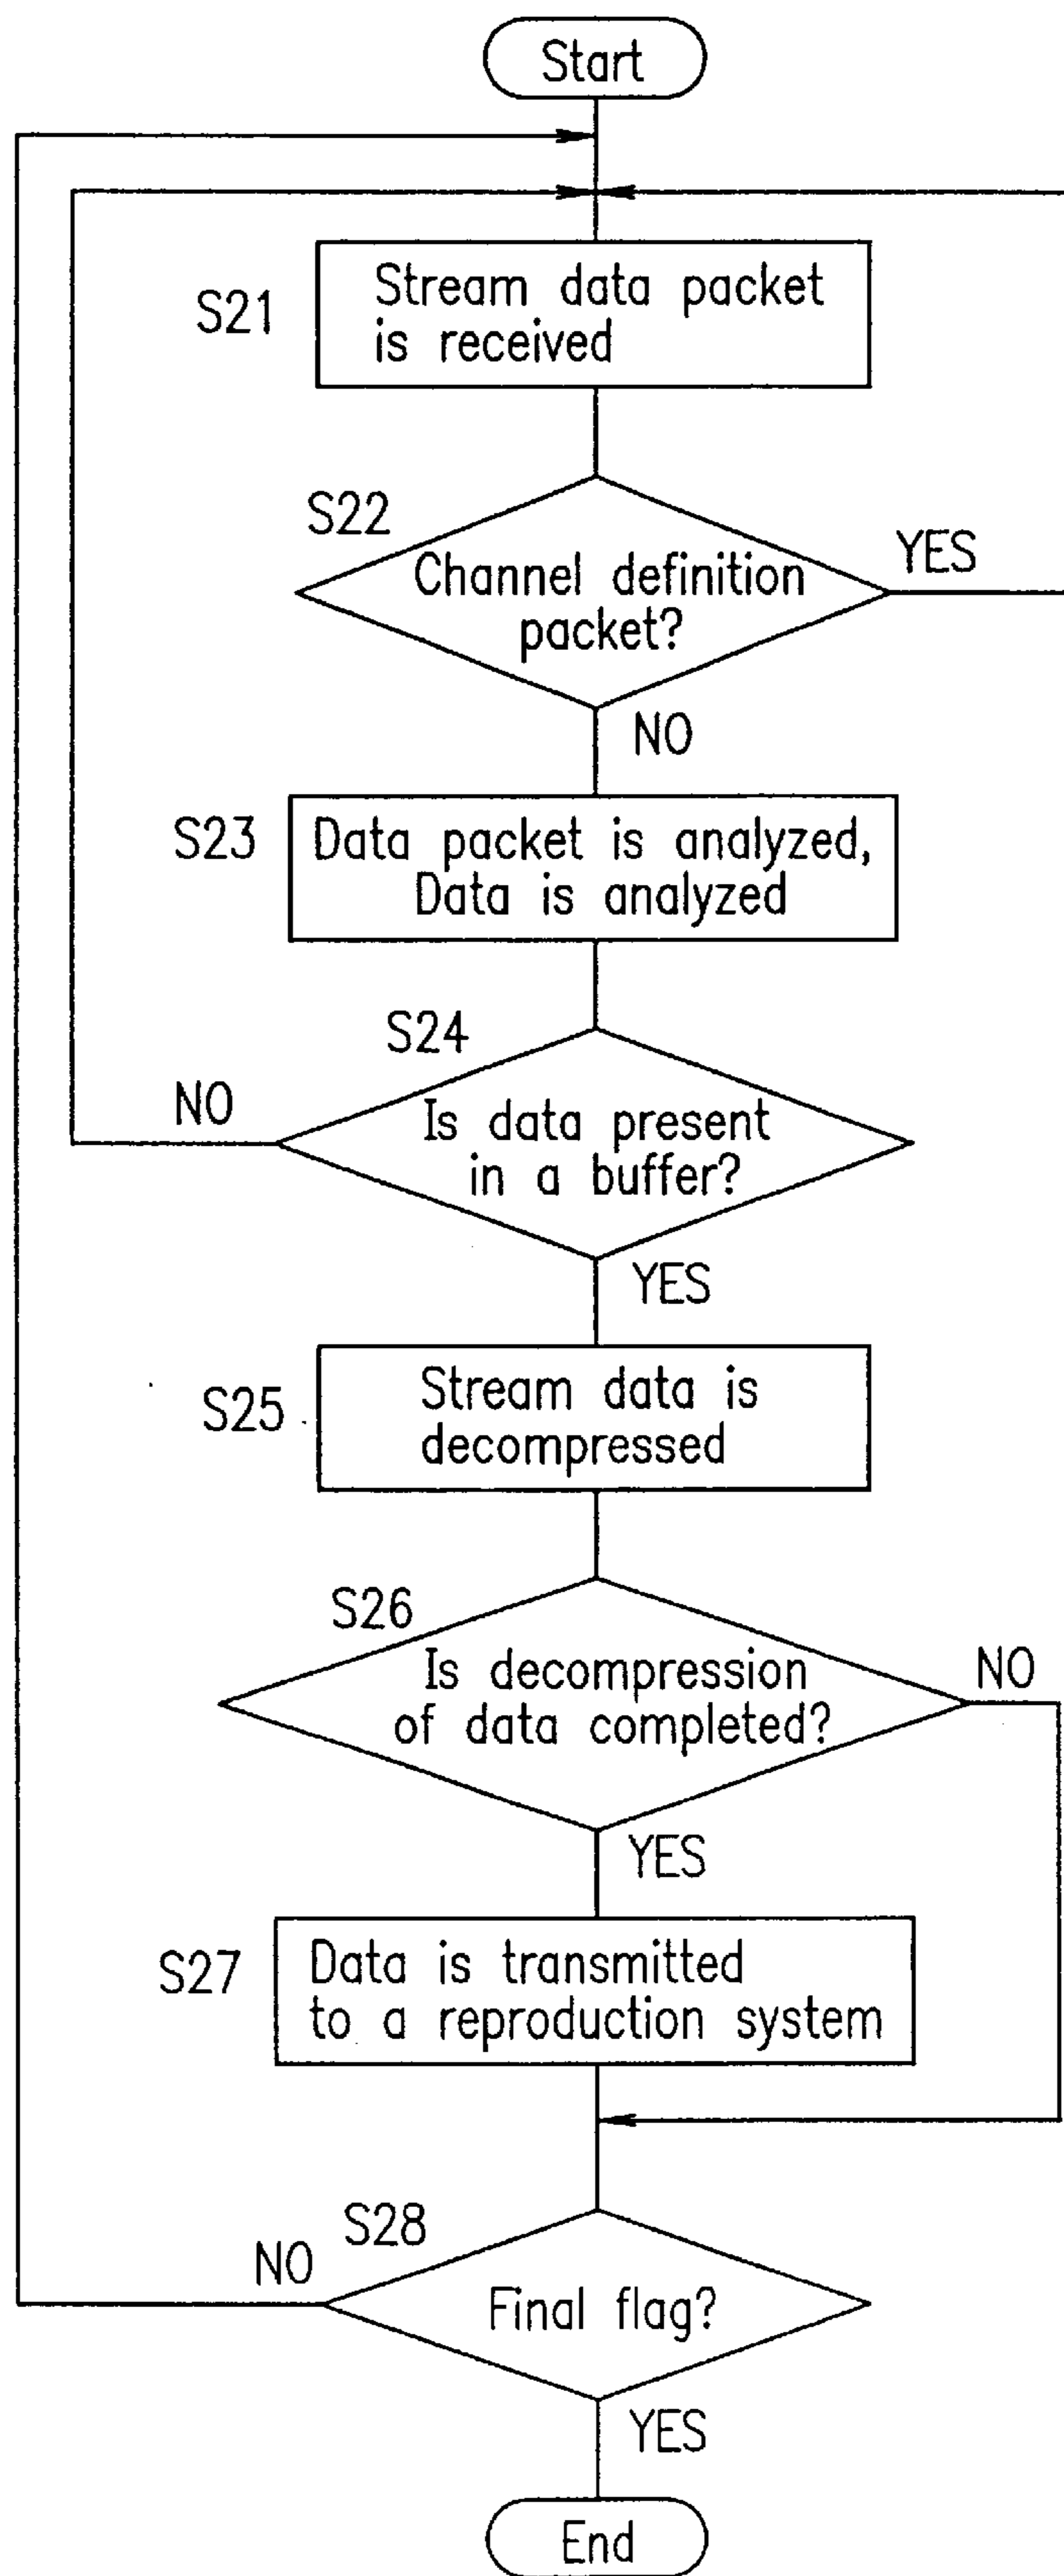 Start
S21
Stream data packet
is received
S22
Channel definition
packet?
YES
NO
S23
Data packet is analyzed,
Data is analyzed
S24
Is data present
in a buffer?
NO
YES
S25
Stream data is
decompressed
S26
Is decompression
of data completed?
NO
YES
S27
Data is transmitted
to a reproduction system
S28
NO
Final flag?
YES
End